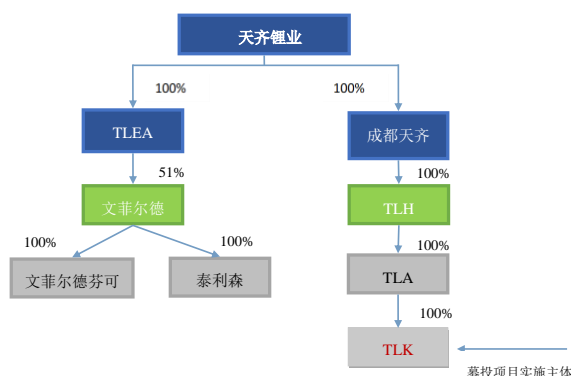 天齐锂业
100%
100%
TLEA
成都天齐
51%
100%
文菲尔德
TLH
100%
100%
100%
文菲尔德芬可
泰利森
TLA
100%
TLK
募投项目实施主体